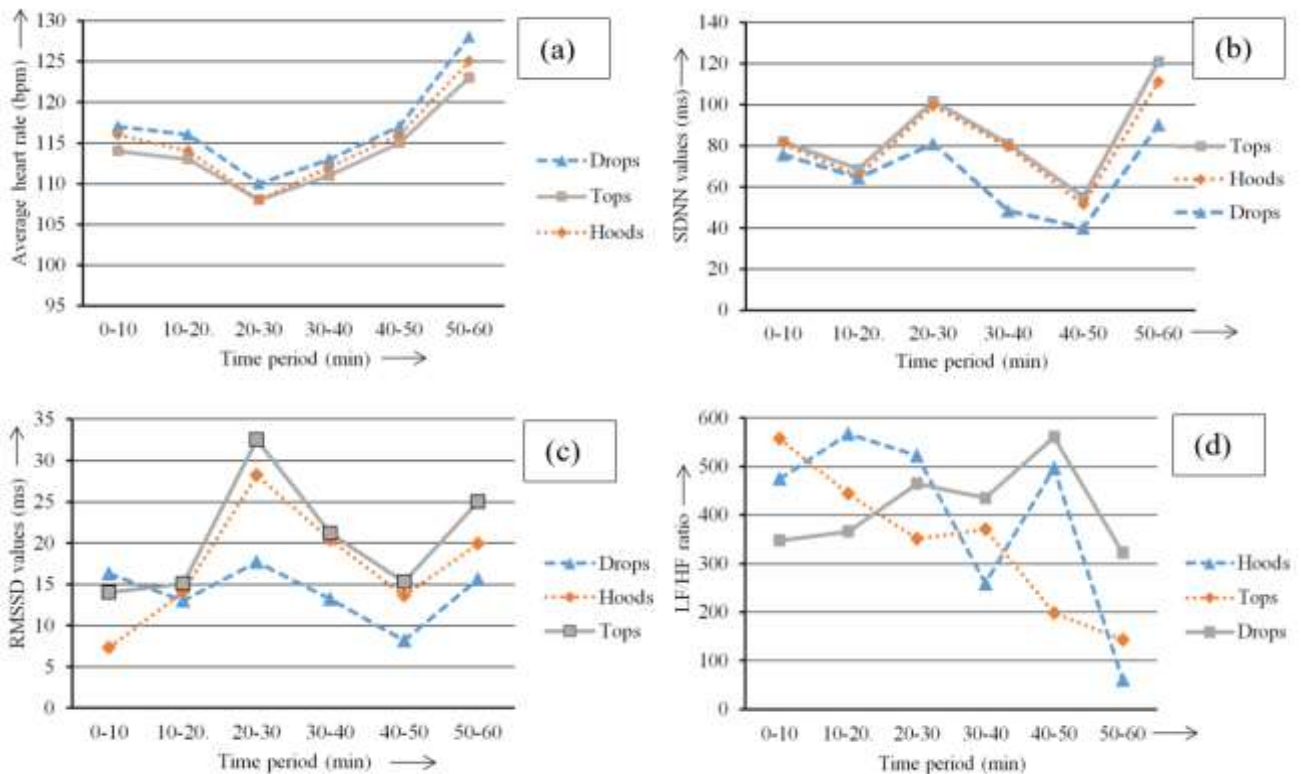 (a)
Average heart rate (bpm)
130
125
120
115
110
105
100
95
0-10
10-20.
20-30
30-40
40-50
50-60
Time period (min)
Drops
Tops
Hoods
(b)
SDNN values (ms)
140
120
100
80
60
40
20
0
0-10
10-20.
20-30
30-40
40-50
50-60
Time period (min)
Tops
Hoods
Drops
(c)
RMSSD values (ms)
35
30
25
20
15
10
5
0
0-10
10-20.
20-30
30-40
40-50
50-60
Time period (min)
Drops
Hoods
Tops
(d)
LF/HF ratio
600
500
400
300
200
100
0
0-10
10-20.
20-30
30-40
40-50
50-60
Time period (min)
Hoods
Tops
Drops